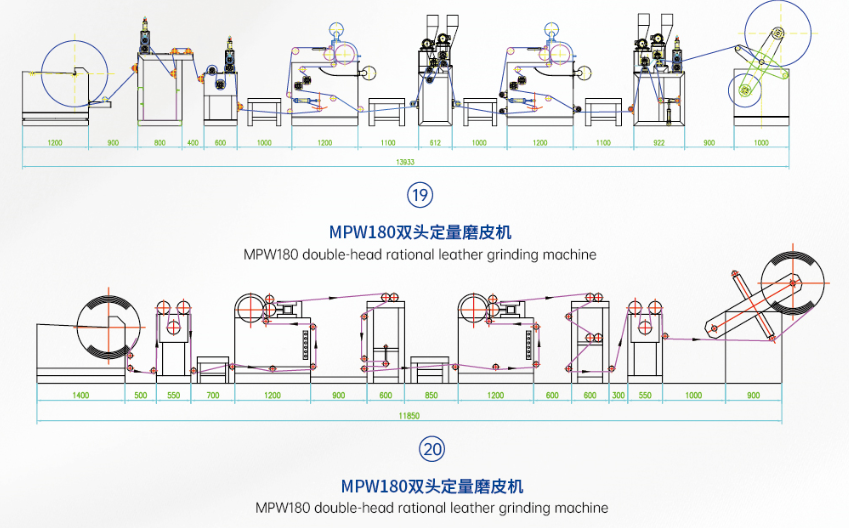 1200 900 800 400 600 1000 1200 1100 612 1000 1200 1100 922 900 1000
13933
19
MPW180双头定量磨皮机
MPW180 double-head rational leather grinding machine
1400 500 550 700 1200 900 600 850 1200 600 600 300 550 1000 900
11850
20
MPW180双头定量磨皮机
MPW180 double-head rational leather grinding machine